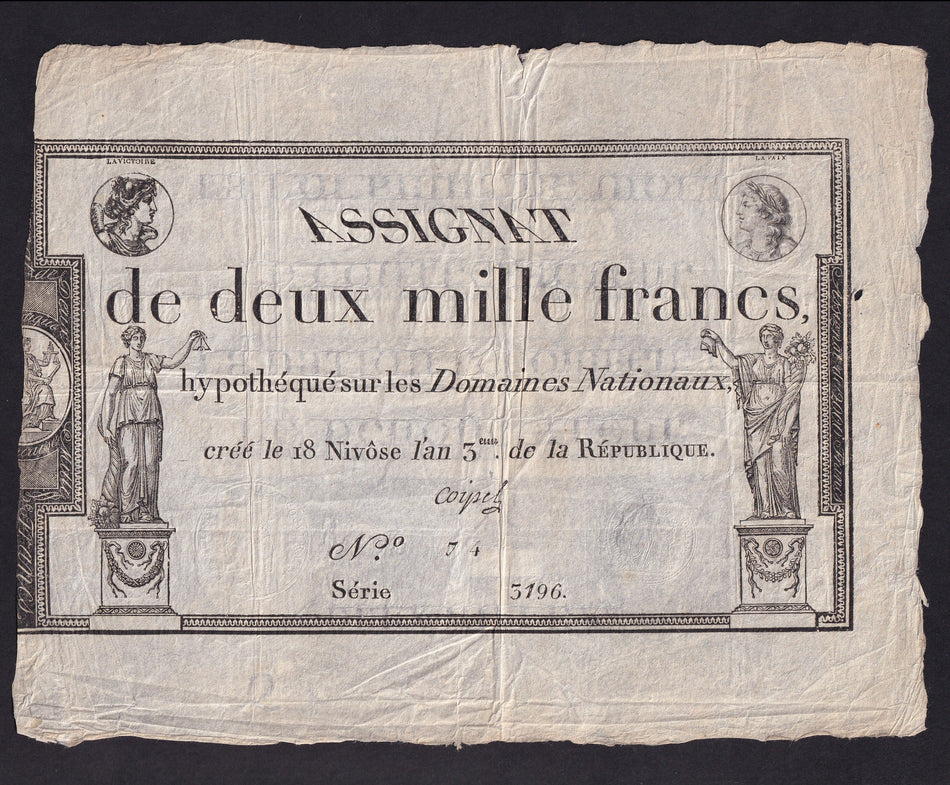 LA VICTOIRE
LA PAIX
ASSIGNAT
de deux mille francs,
hypothéqué sur les Domaines Nationaux,
créé le 18 Nivôse l'an 3eme. de la RÉPUBLIQUE.
Coipel
N.º 74
Série 3196.